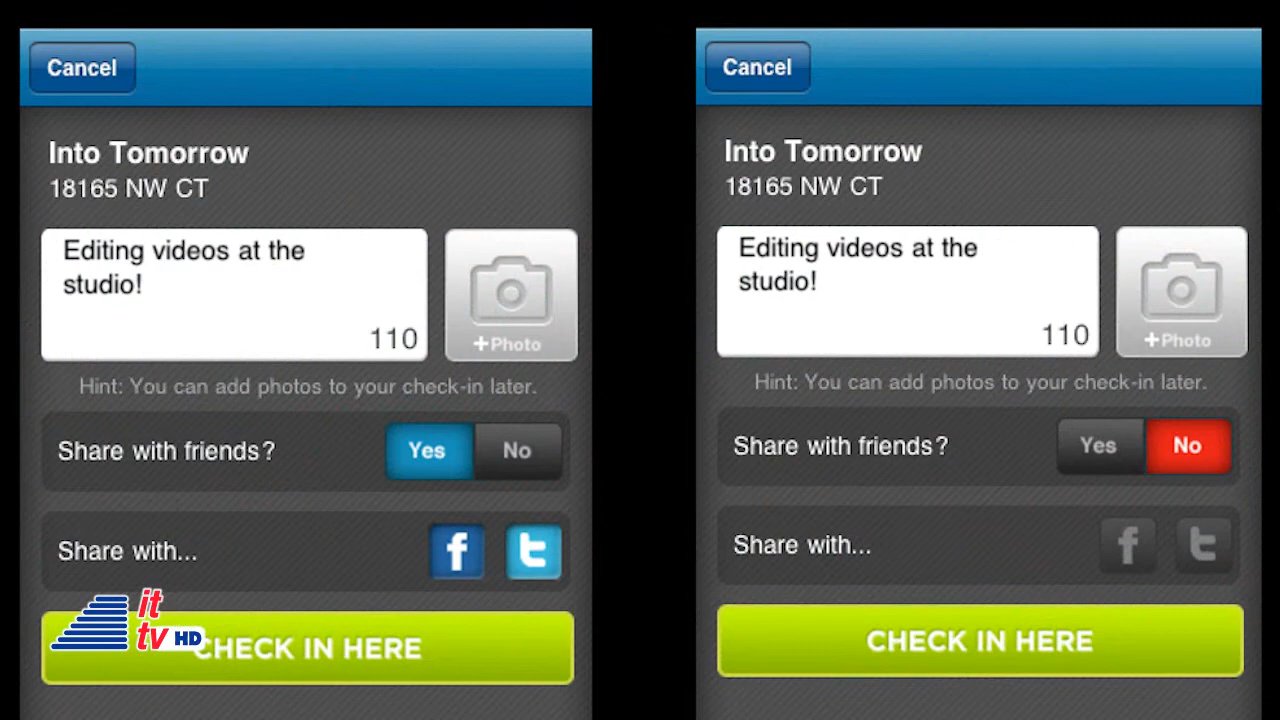 Cancel
Into Tomorrow
18165 NW CT
Editing videos at the
studio!
110
+Photo
Hint: You can add photos to your check-in later.
Share with friends?
Yes
No
Share with...
f
t
CHECK IN HERE
it
tv HD
Cancel
Into Tomorrow
18165 NW CT
Editing videos at the
studio!
110
+Photo
Hint: You can add photos to your check-in later.
Share with friends?
Yes
No
Share with...
f
t
CHECK IN HERE